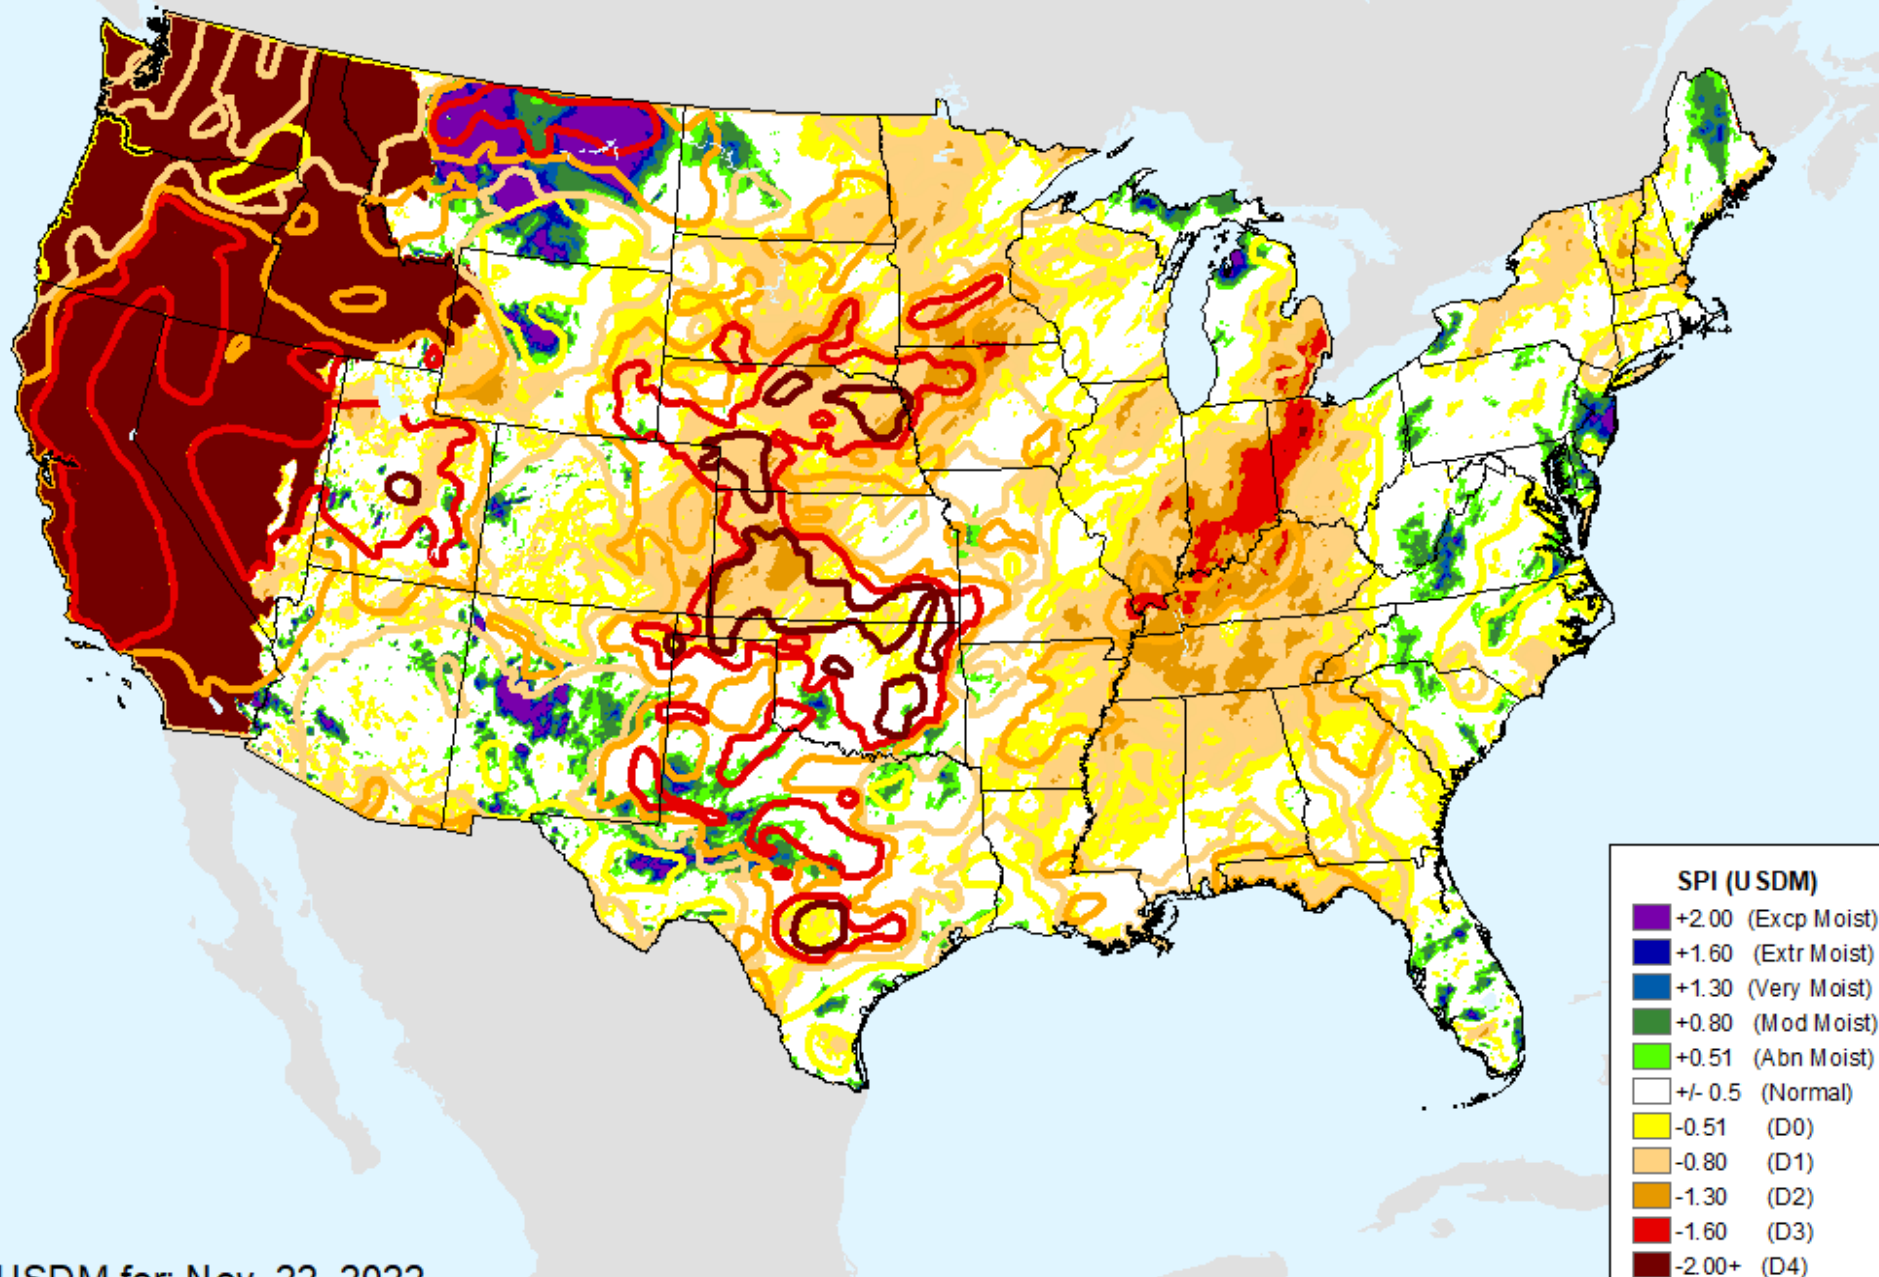 SPI (USDM)
+2.00 (Excp Moist)
+1.60 (Extr Moist)
+1.30 (Very Moist)
+0.80 (Mod Moist)
+0.51 (Abn Moist)
+/- 0.5 (Normal)
-0.51 (D0)
-0.80 (D1)
-1.30 (D2)
-1.60 (D3)
-2.00+ (D4)
USDM for: Nov. 22, 2022